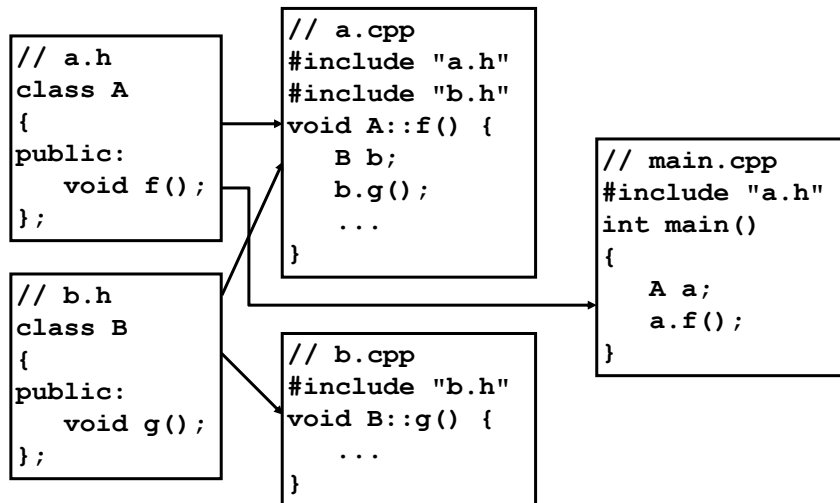 // a.h
class A
{
public:
   void f();
};
// b.h
class B
{
public:
   void g();
};
// a.cpp
#include "a.h"
#include "b.h"
void A::f() {
   B b;
   b.g();
   ...
}
// b.cpp
#include "b.h"
void B::g() {
   ...
}
// main.cpp
#include "a.h"
int main()
{
   A a;
   a.f();
}